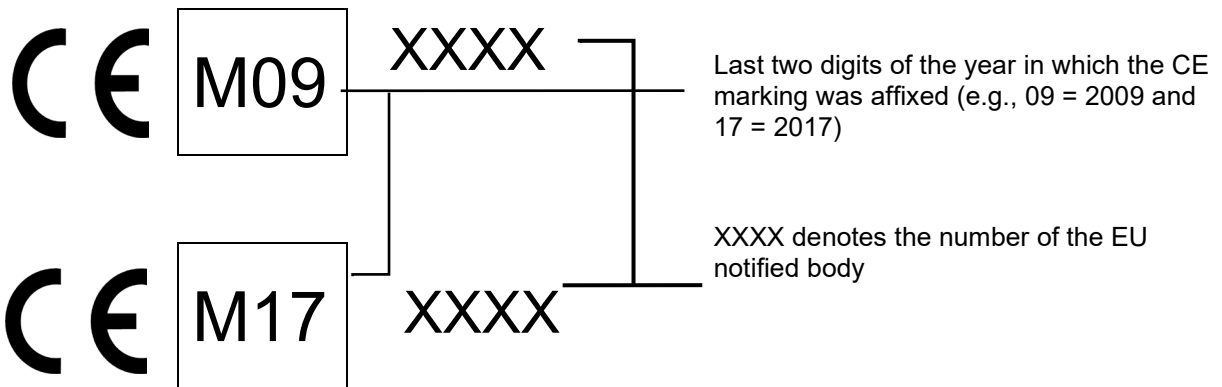 CE M09 XXXX
Last two digits of the year in which the CE
marking was affixed (e.g., 09 = 2009 and
17 = 2017)
XXXX denotes the number of the EU
notified body
CE M17 XXXX